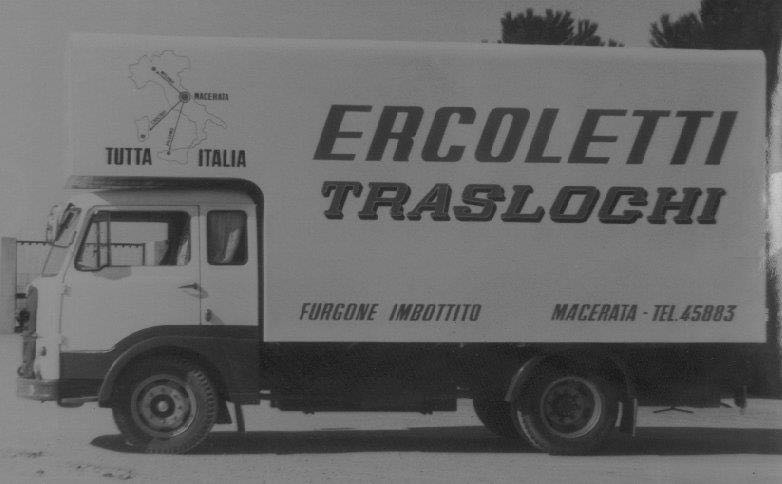 MACERATA
TUTTA ITALIA
ERCOLETTI
TRASLOCHI
FURGONE IMBOTTITO
MACERATA - TEL. 45883